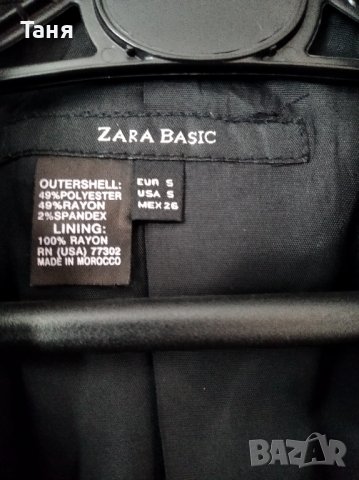 Таня
ZARA BASIC
OUTERSHELL:
49%POLYESTER
49%RAYON
2%SPANDEX
LINING:
100% RAYON
RN (USA) 77302
MADE IN MOROCCO
EUR S
USA S
MEX 26
BAZAR